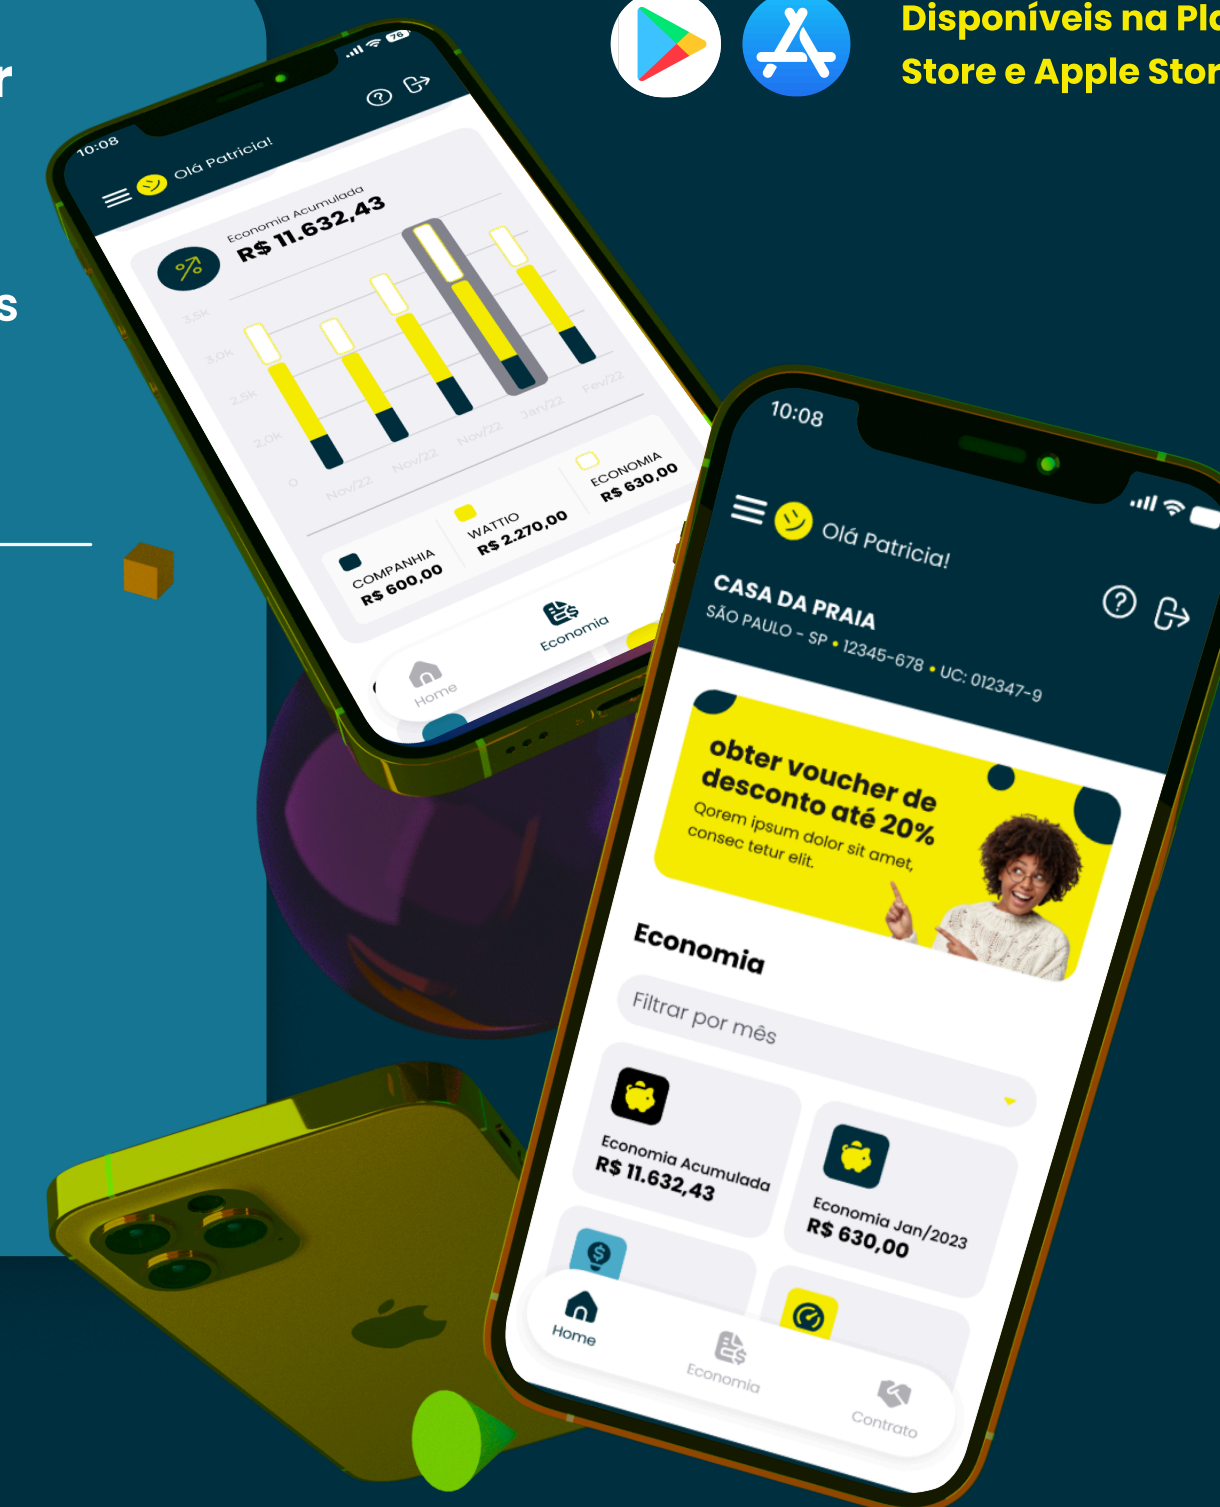 r
s
Disponíveis na Pl
Store e Apple Stor
76
10:08
Olá Patricia!
Economia Acumulada
R$ 11.632,43
3,5K
3,0K
2,5K
2,0K
0
Nov/22
Nov/22
Nov/22
Jan/22
Fev/22
COMPANHIA
R$ 600,00
WATTIO
R$ 2.270,00
ECONOMIA
R$ 630,00
Home
Economia
10:08
Olá Patricia!
CASA DA PRAIA
SÃO PAULO - SP • 12345-678 • UC: 012347-9
obter voucher de
desconto até 20%
Qorem ipsum dolor sit amet,
consec tetur elit.
Economia
Filtrar por mês
Economia Acumulada
R$ 11.632,43
Economia Jan/2023
R$ 630,00
Home
Economia
Contrato